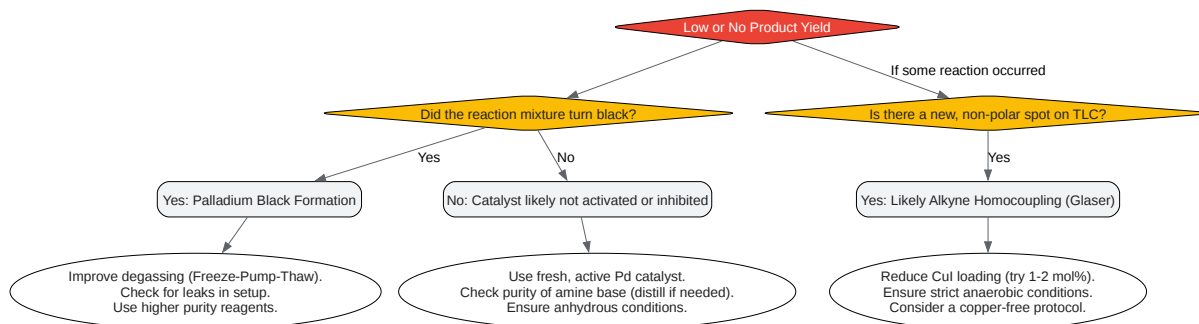 Low or No Product Yield
If some reaction occurred
Did the reaction mixture turn black?
Is there a new, non-polar spot on TLC?
Yes
No
Yes
Yes: Palladium Black Formation
No: Catalyst likely not activated or inhibited
Yes: Likely Alkyne Homocoupling (Glaser)
Improve degassing (Freeze-Pump-Thaw).
Check for leaks in setup.
Use higher purity reagents.
Use fresh, active Pd catalyst.
Check purity of amine base (distill if needed).
Ensure anhydrous conditions.
Reduce CuI loading (try 1-2 mol%).
Ensure strict anaerobic conditions.
Consider a copper-free protocol.